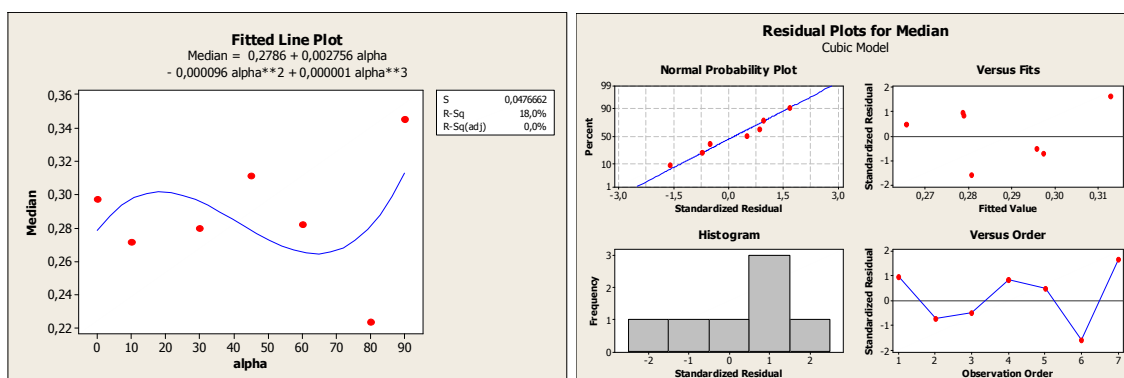 Fitted Line Plot
Median = 0,2786 + 0,002756 alpha
- 0,000096 alpha**2 + 0,000001 alpha**3
S 0,0476662
R-Sq 18,0%
R-Sq(adj) 0,0%
0,36
0,34
0,32
0,30
0,28
0,26
0,24
0,22
Median
0 10 20 30 40 50 60 70 80 90
alpha
Residual Plots for Median
Cubic Model
Normal Probability Plot
99
90
50
10
1
Percent
-3,0 -1,5 0,0 1,5 3,0
Standardized Residual
Versus Fits
2
1
0
-1
-2
Standardized Residual
0,27 0,28 0,29 0,30 0,31
Fitted Value
Histogram
3
2
1
0
Frequency
-2 -1 0 1 2
Standardized Residual
Versus Order
2
1
0
-1
-2
Standardized Residual
1 2 3 4 5 6 7
Observation Order